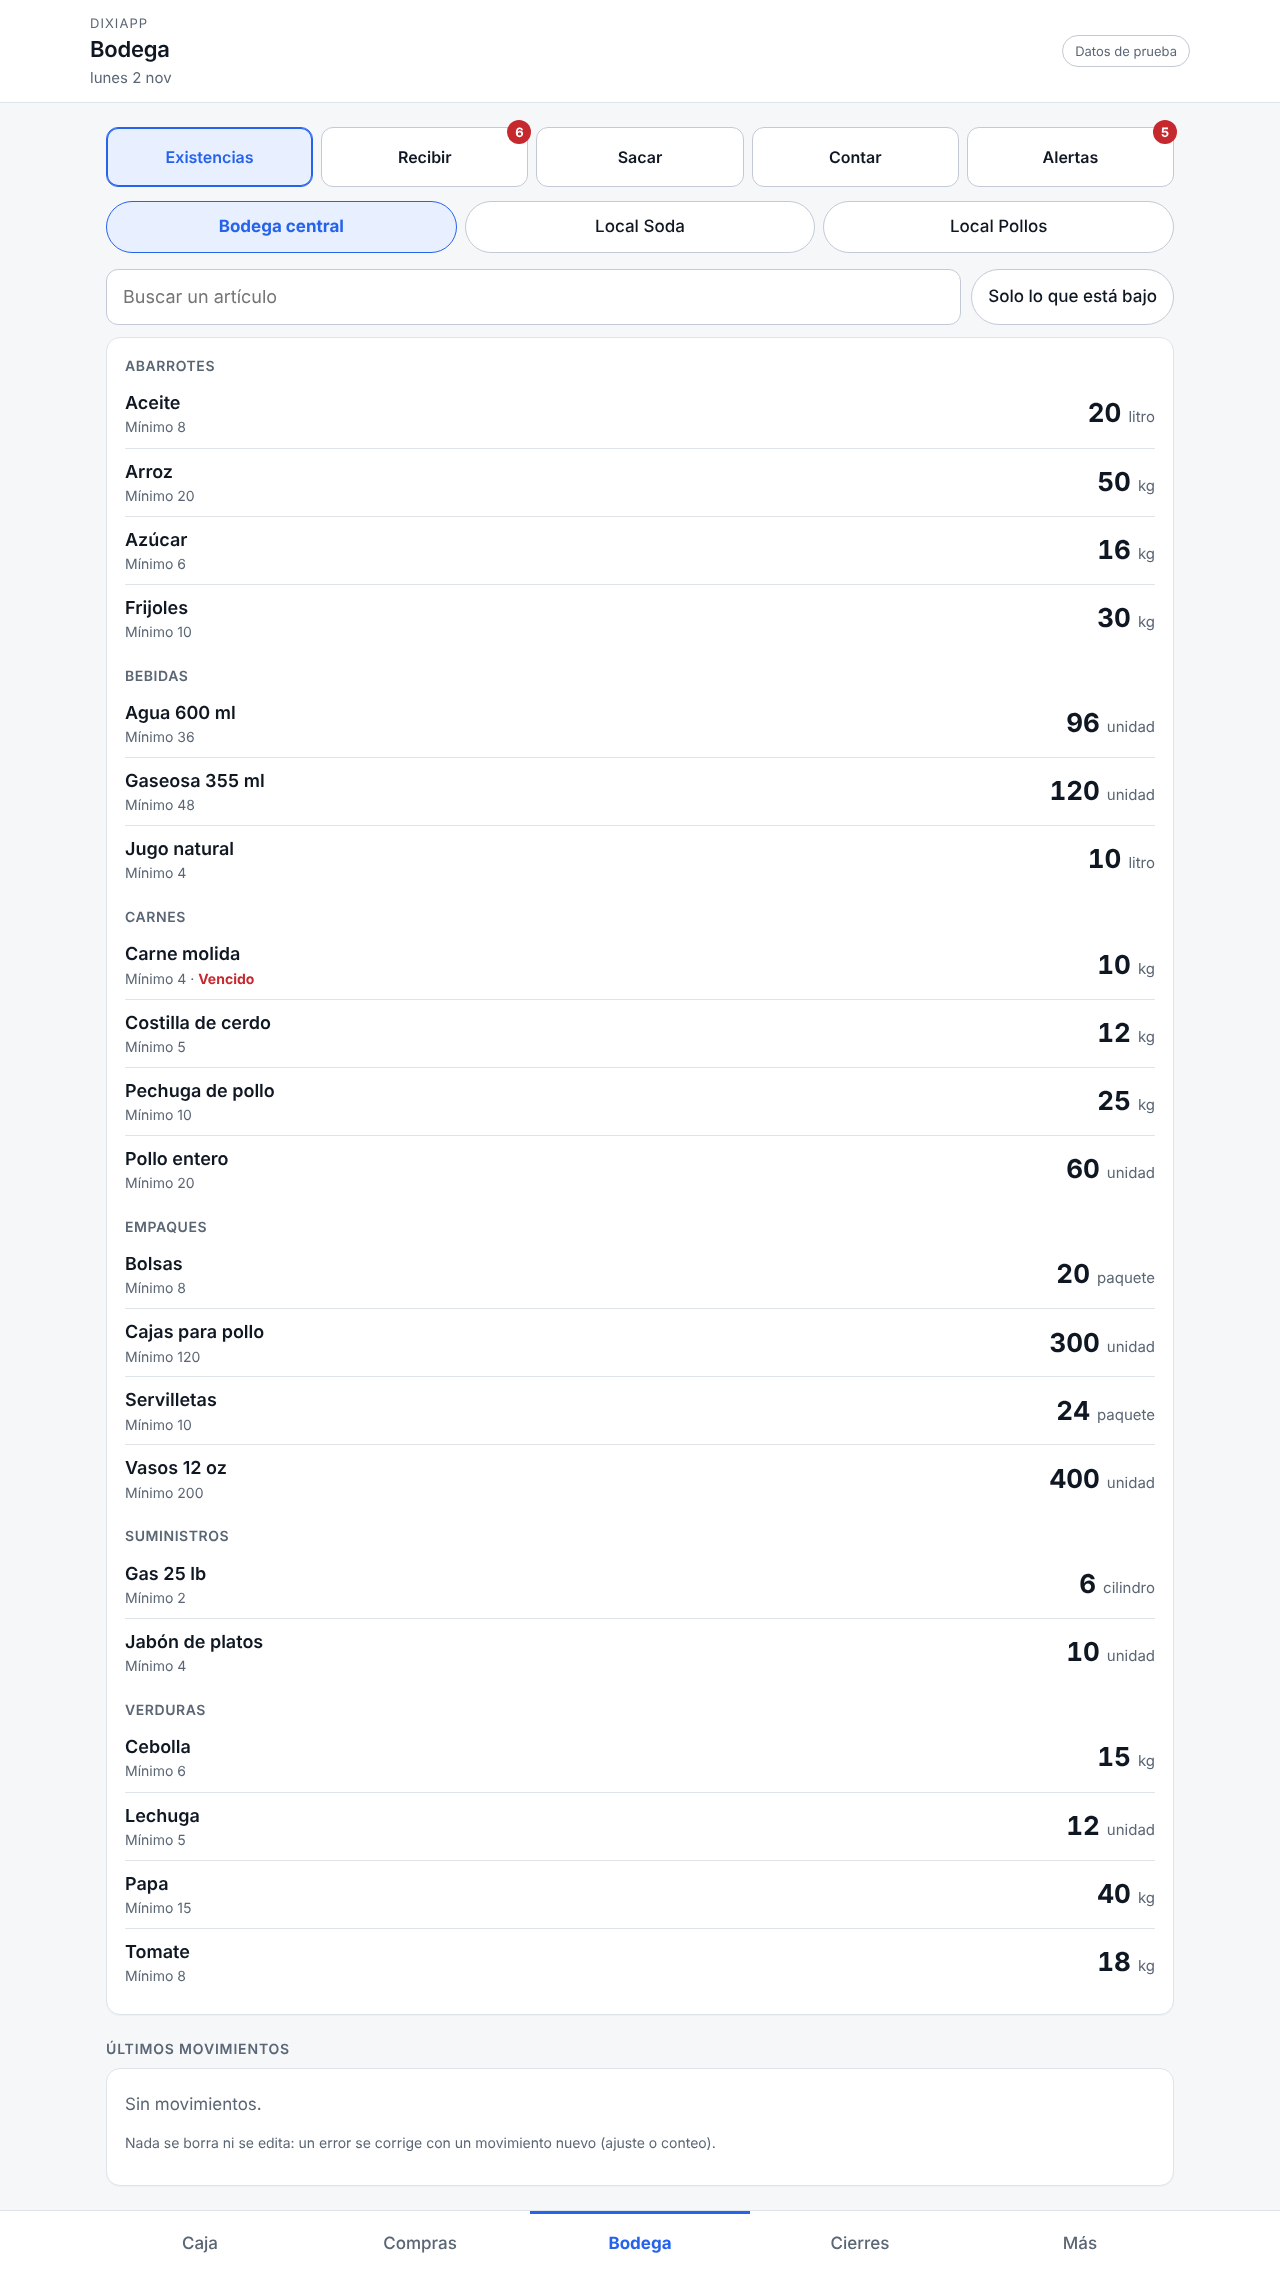 DIXIAPP
Bodega
lunes 2 nov
Datos de prueba
Existencias
Recibir
6
Sacar
Contar
Alertas
5
Bodega central
Local Soda
Local Pollos
Buscar un artículo
Solo lo que está bajo
ABARROTES
Aceite
Mínimo 8
20 litro
Arroz
Mínimo 20
50 kg
Azúcar
Mínimo 6
16 kg
Frijoles
Mínimo 10
30 kg
BEBIDAS
Agua 600 ml
Mínimo 36
96 unidad
Gaseosa 355 ml
Mínimo 48
120 unidad
Jugo natural
Mínimo 4
10 litro
CARNES
Carne molida
Mínimo 4 · Vencido
10 kg
Costilla de cerdo
Mínimo 5
12 kg
Pechuga de pollo
Mínimo 10
25 kg
Pollo entero
Mínimo 20
60 unidad
EMPAQUES
Bolsas
Mínimo 8
20 paquete
Cajas para pollo
Mínimo 120
300 unidad
Servilletas
Mínimo 10
24 paquete
Vasos 12 oz
Mínimo 200
400 unidad
SUMINISTROS
Gas 25 lb
Mínimo 2
6 cilindro
Jabón de platos
Mínimo 4
10 unidad
VERDURAS
Cebolla
Mínimo 6
15 kg
Lechuga
Mínimo 5
12 unidad
Papa
Mínimo 15
40 kg
Tomate
Mínimo 8
18 kg
ÚLTIMOS MOVIMIENTOS
Sin movimientos.
Nada se borra ni se edita: un error se corrige con un movimiento nuevo (ajuste o conteo).
Caja
Compras
Bodega
Cierres
Más